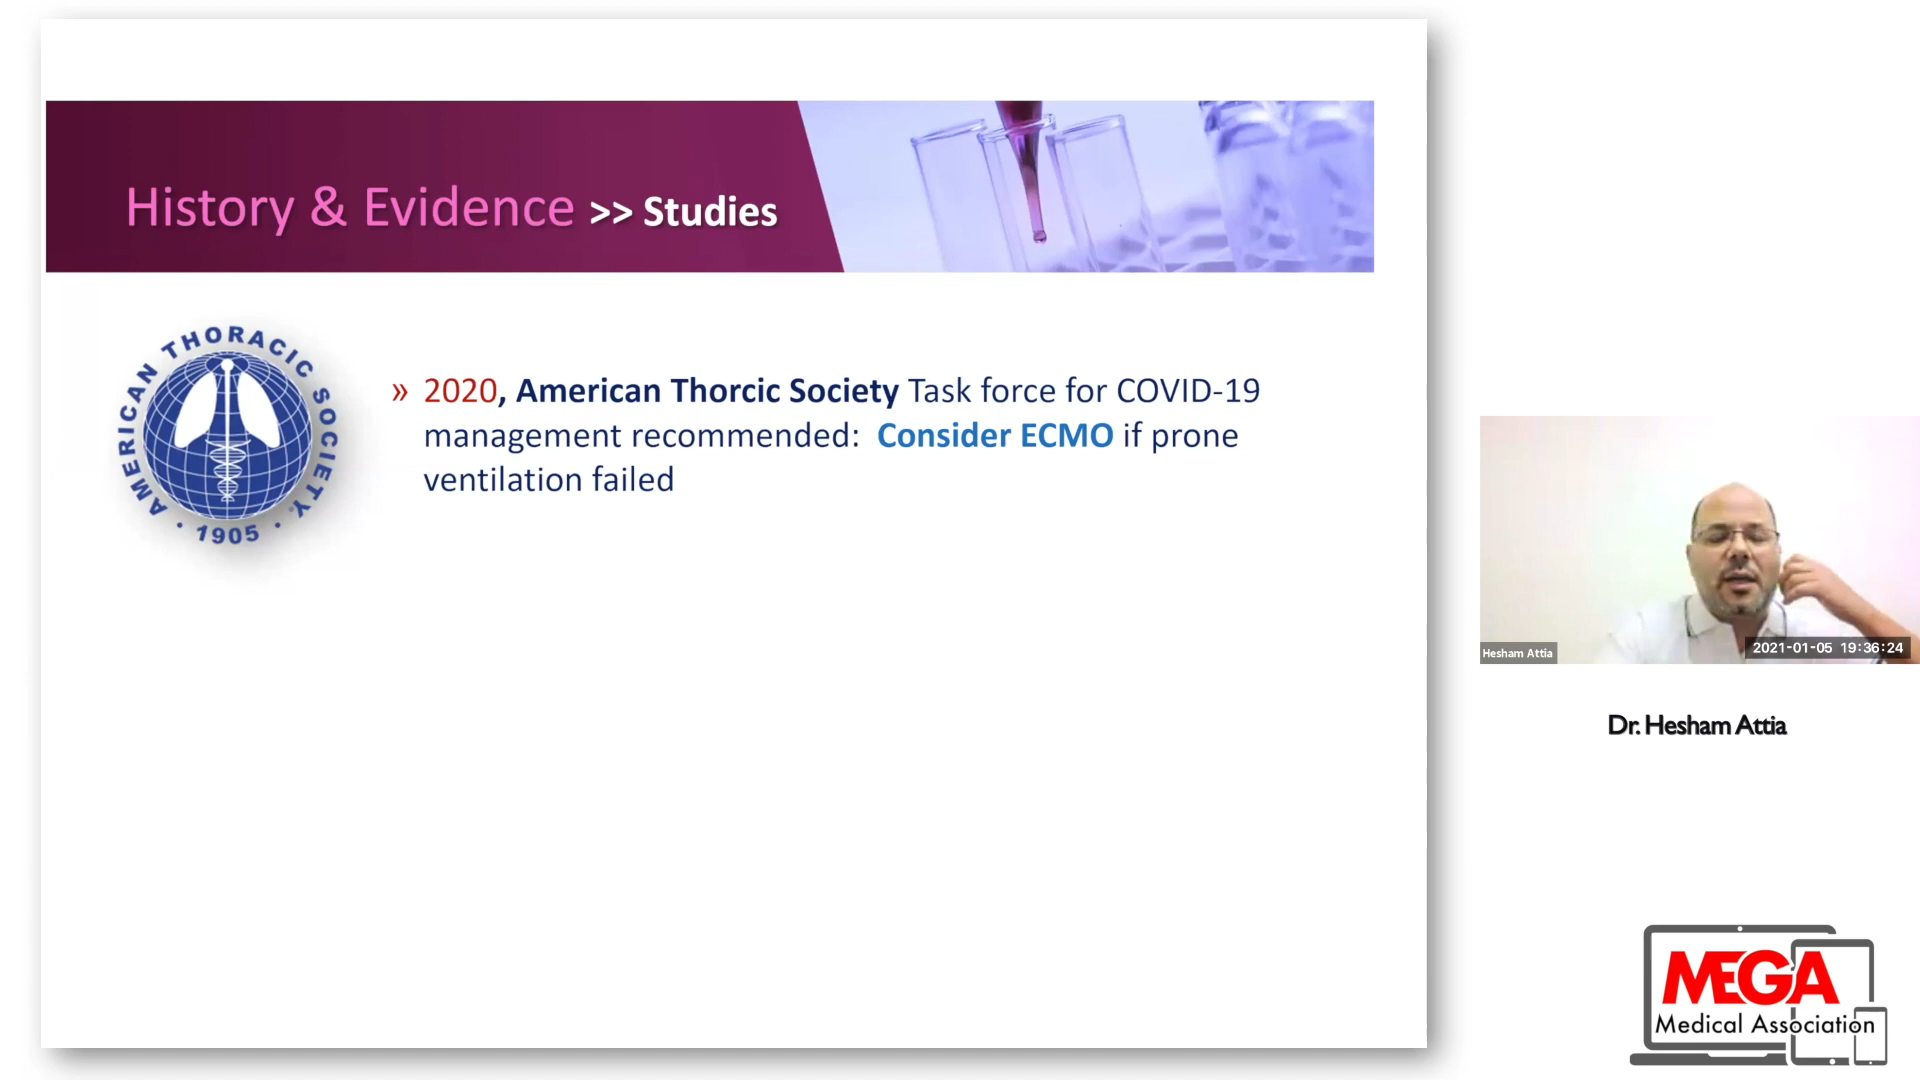 History & Evidence >> Studies
AMERICAN THORACIC SOCIETY
• 1905 •
» 2020, American Thorcic Society Task force for COVID-19
management recommended: Consider ECMO if prone
ventilation failed
Hesham Attia
2021-01-05 19:36:24
Dr. Hesham Attia
MEGA
Medical Association